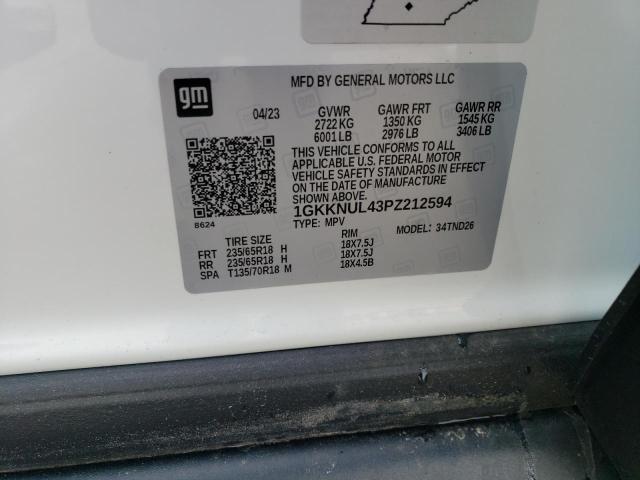 gm
MFD BY GENERAL MOTORS LLC
04/23 GVWR GAWR FRT GAWR RR
2722 KG 1350 KG 1545 KG
6001 LB 2976 LB 3406 LB
THIS VEHICLE CONFORMS TO ALL
APPLICABLE U.S. FEDERAL MOTOR
VEHICLE SAFETY STANDARDS IN EFFECT
ON THE DATE OF MANUFACTURE
SHOWN ABOVE.
1GKKNUL43PZ212594
8624
TYPE: MPV MODEL: 34TND26
TIRE SIZE RIM
FRT 235/65R18 H 18X7.5J
RR 235/65R18 H 18X7.5J
SPA T135/70R18 M 18X4.5B